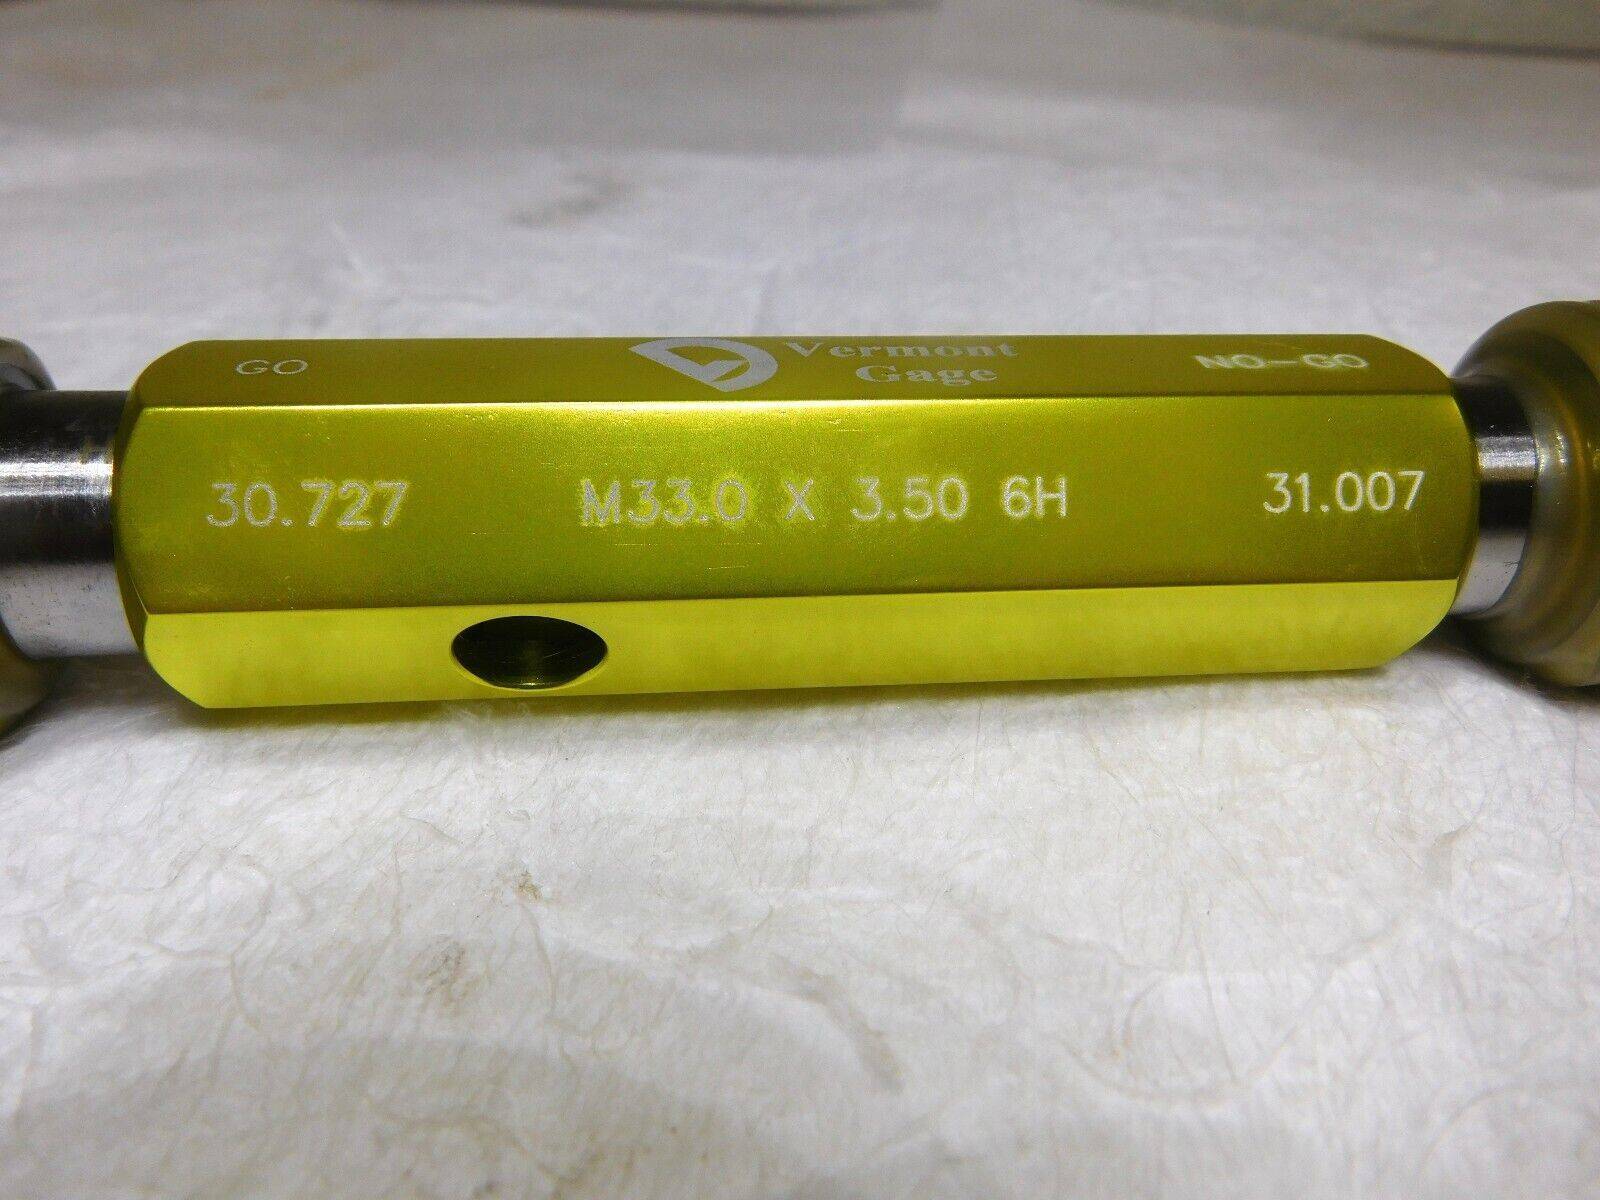 GO
Vermont
Gage
NO-GO
30.727
M33.0 X 3.50 6H
31.007